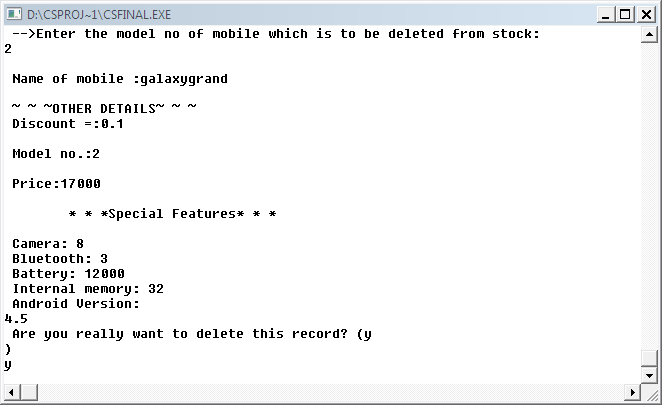 D:\CSPROJ~1\CSFINAL.EXE
-->Enter the model no of mobile which is to be deleted from stock:
2
Name of mobile :galaxygrand
~ ~ ~OTHER DETAILS~ ~ ~
Discount =:0.1
Model no.:2
Price:17000
* * *Special Features* * *
Camera: 8
Bluetooth: 3
Battery: 12000
Internal memory: 32
Android Version:
4.5
Are you really want to delete this record? (y
)
y